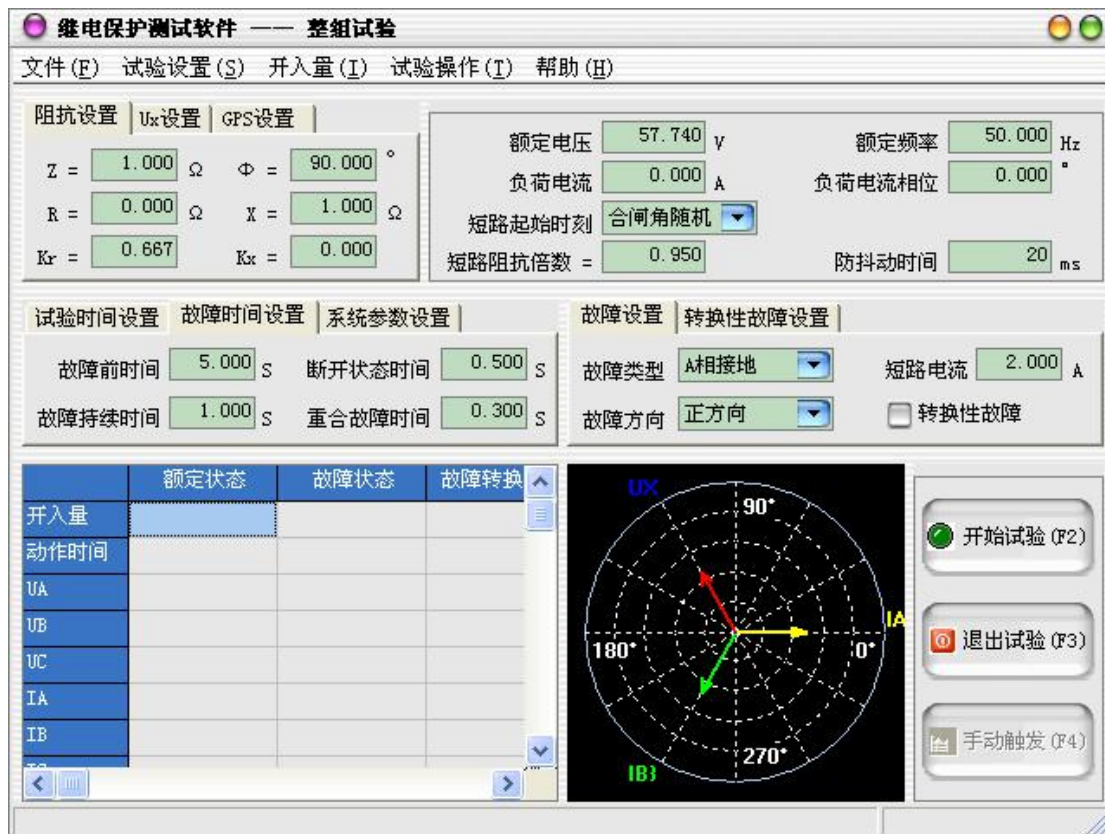 继电保护测试软件 —— 整组试验
文件(F) 试验设置(S) 开入量(I) 试验操作(T) 帮助(H)
阻抗设置 Ux设置 GPS设置
Z = 1.000 Ω Φ = 90.000 °
R = 0.000 Ω X = 1.000 Ω
Kr = 0.667 Kx = 0.000
额定电压 57.740 V 额定频率 50.000 Hz
负荷电流 0.000 A 负荷电流相位 0.000 °
短路起始时刻 合闸角随机
短路阻抗倍数 = 0.950 防抖动时间 20 ms
试验时间设置 故障时间设置 系统参数设置
故障前时间 5.000 S 断开状态时间 0.500 S
故障持续时间 1.000 S 重合故障时间 0.300 S
故障设置 转换性故障设置
故障类型 A相接地 短路电流 2.000 A
故障方向 正方向 转换性故障
额定状态 故障状态 故障转换
开入量
动作时间
UA
UB
UC
IA
IB
UX
90°
IA
180° 0°
270°
IB}
开始试验(F2)
退出试验(F3)
手动触发(F4)